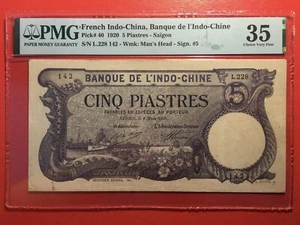 PMG
PAPER MONEY GUARANTY
French Indo-China, Banque de l'Indo-Chine
Pick# 40 1920 5 Piastres - Saigon
S/N L.228 142 - Wmk: Man's Head - Sign. #5
35
Choice Very Fine
142
L.228
BANQUE DE L'INDO-CHINE
CINQ PIASTRES
5
PAYABLES EN ESPÈCES AU PORTEUR